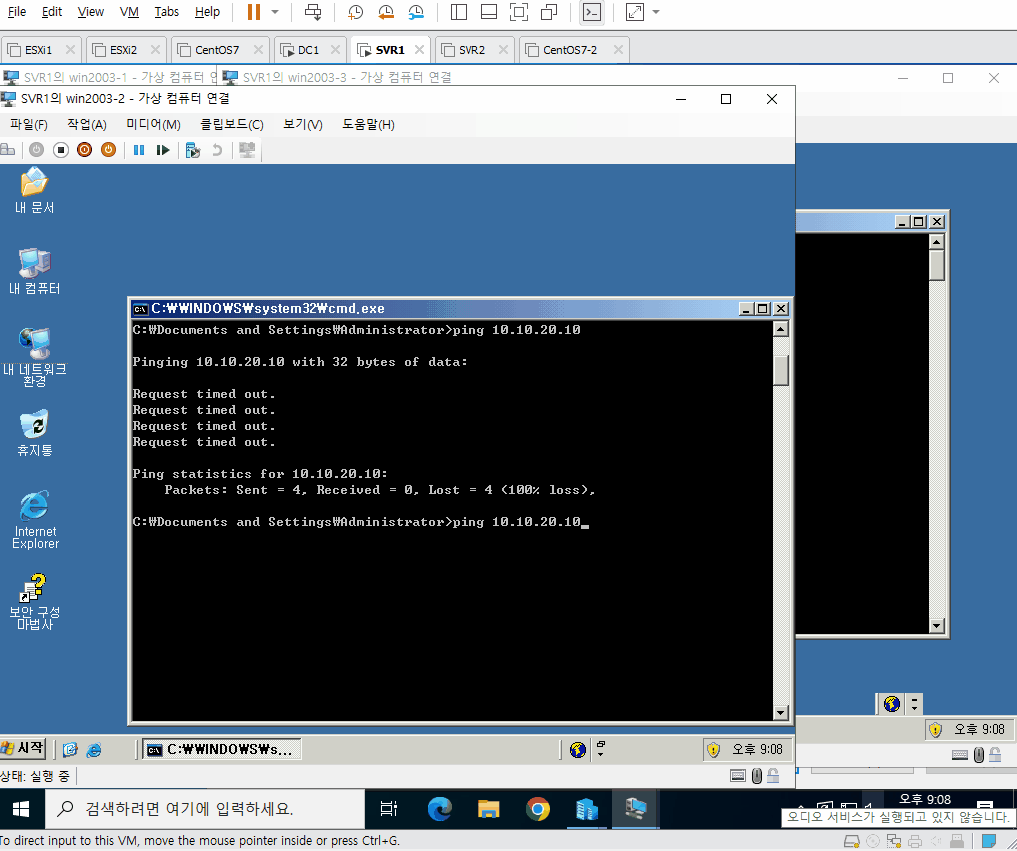 File Edit View VM Tabs Help
ESXi1 ESXi2 CentOS7 DC1 SVR1 SVR2 CentOS7-2
SVR1의 win2003-1 - 가상 컴퓨터 연
SVR1의 win2003-3 - 가상 컴퓨터 연결
SVR1의 win2003-2 - 가상 컴퓨터 연결
파일(F) 작업(A) 미디어(M) 클립보드(C) 보기(V) 도움말(H)
내 문서
내 컴퓨터
내 네트워크
환경
휴지통
Internet
Explorer
보안 구성
마법사
C:₩WINDOWS₩system32₩cmd.exe
C:₩Documents and Settings₩Administrator>ping 10.10.20.10
Pinging 10.10.20.10 with 32 bytes of data:
Request timed out.
Request timed out.
Request timed out.
Request timed out.
Ping statistics for 10.10.20.10:
Packets: Sent = 4, Received = 0, Lost = 4 (100% loss),
C:₩Documents and Settings₩Administrator>ping 10.10.20.10_
오후 9:08
시작
C:₩WINDOWS₩s...
오후 9:08
상태: 실행 중
검색하려면 여기에 입력하세요.
오후 9:08
오디오 서비스가 실행되고 있지 않습니다.
To direct input to this VM, move the mouse pointer inside or press Ctrl+G.